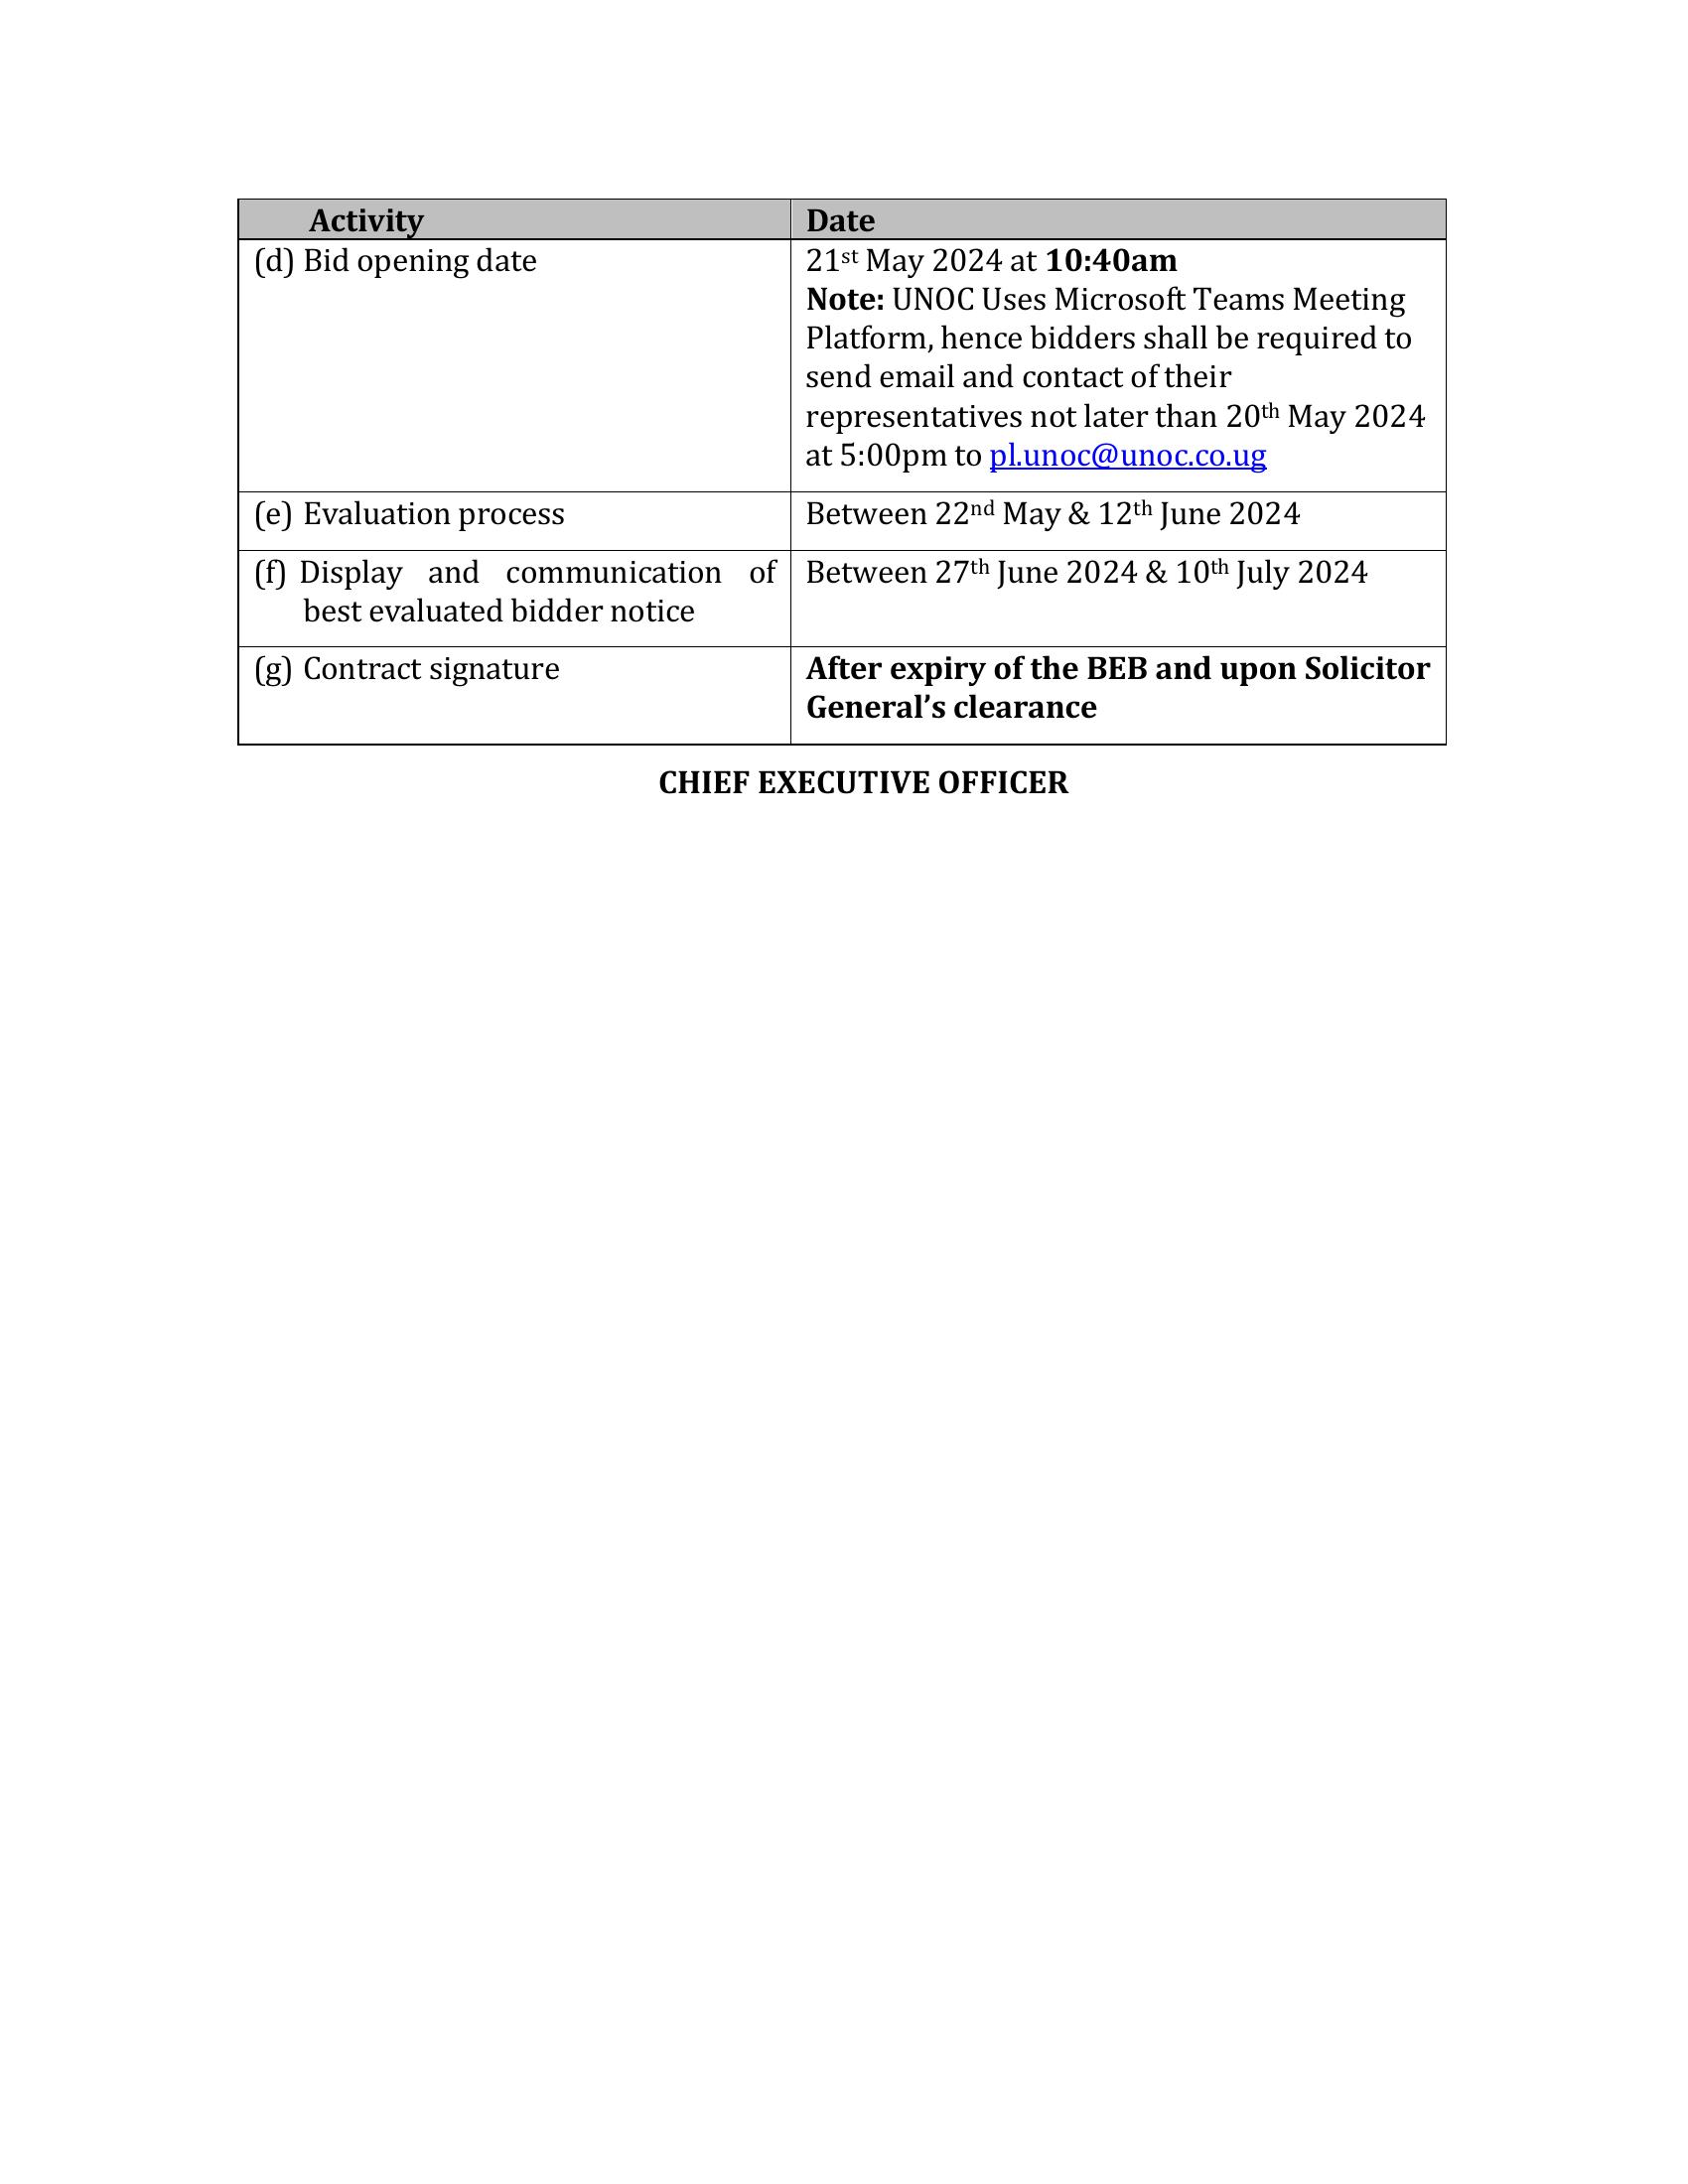 Activity Date
(d) Bid opening date 21st May 2024 at 10:40am
Note: UNOC Uses Microsoft Teams Meeting
Platform, hence bidders shall be required to
send email and contact of their
representatives not later than 20th May 2024
at 5:00pm to pl.unoc@unoc.co.ug
(e) Evaluation process Between 22nd May & 12th June 2024
(f) Display and communication of Between 27th June 2024 & 10th July 2024
best evaluated bidder notice
(g) Contract signature After expiry of the BEB and upon Solicitor
General’s clearance
CHIEF EXECUTIVE OFFICER